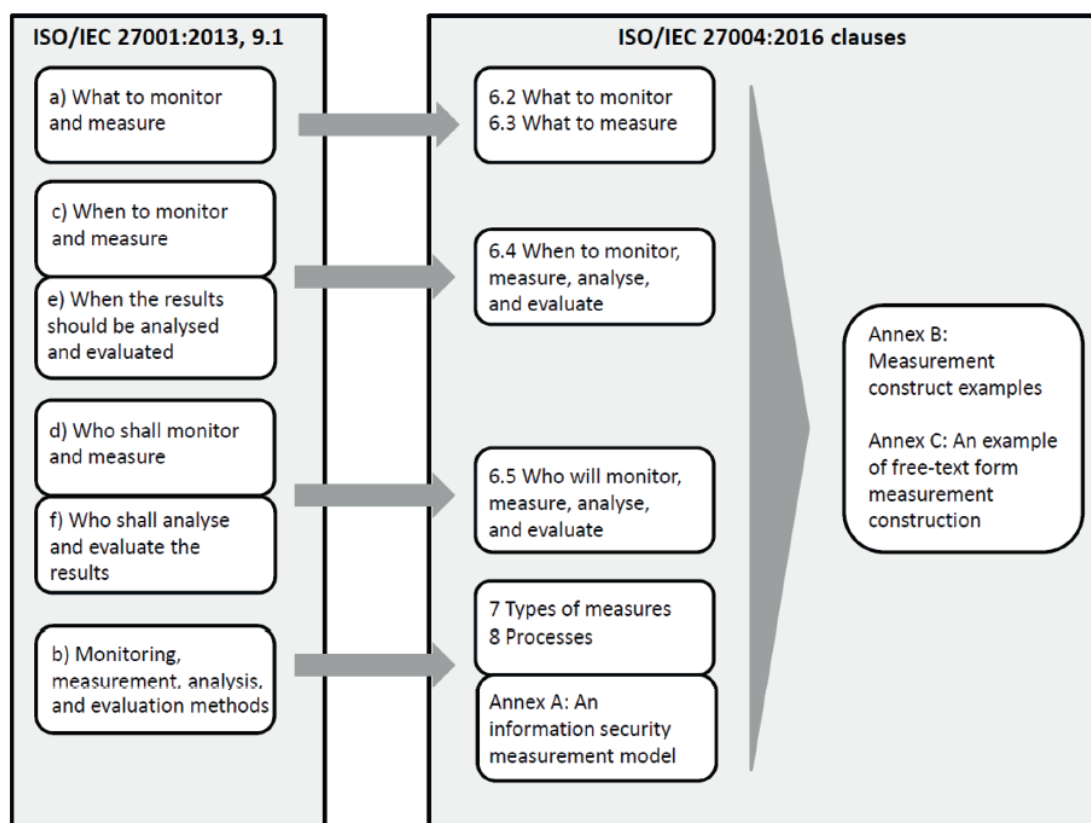 ISO/IEC 27001:2013, 9.1
a) What to monitor
and measure
c) When to monitor
and measure
e) When the results
should be analysed
and evaluated
d) Who shall monitor
and measure
f) Who shall analyse
and evaluate the
results
b) Monitoring,
measurement, analysis,
and evaluation methods
ISO/IEC 27004:2016 clauses
6.2 What to monitor
6.3 What to measure
6.4 When to monitor,
measure, analyse,
and evaluate
6.5 Who will monitor,
measure, analyse,
and evaluate
7 Types of measures
8 Processes
Annex A: An
information security
measurement model
Annex B:
Measurement
construct examples
Annex C: An example
of free-text form
measurement
construction